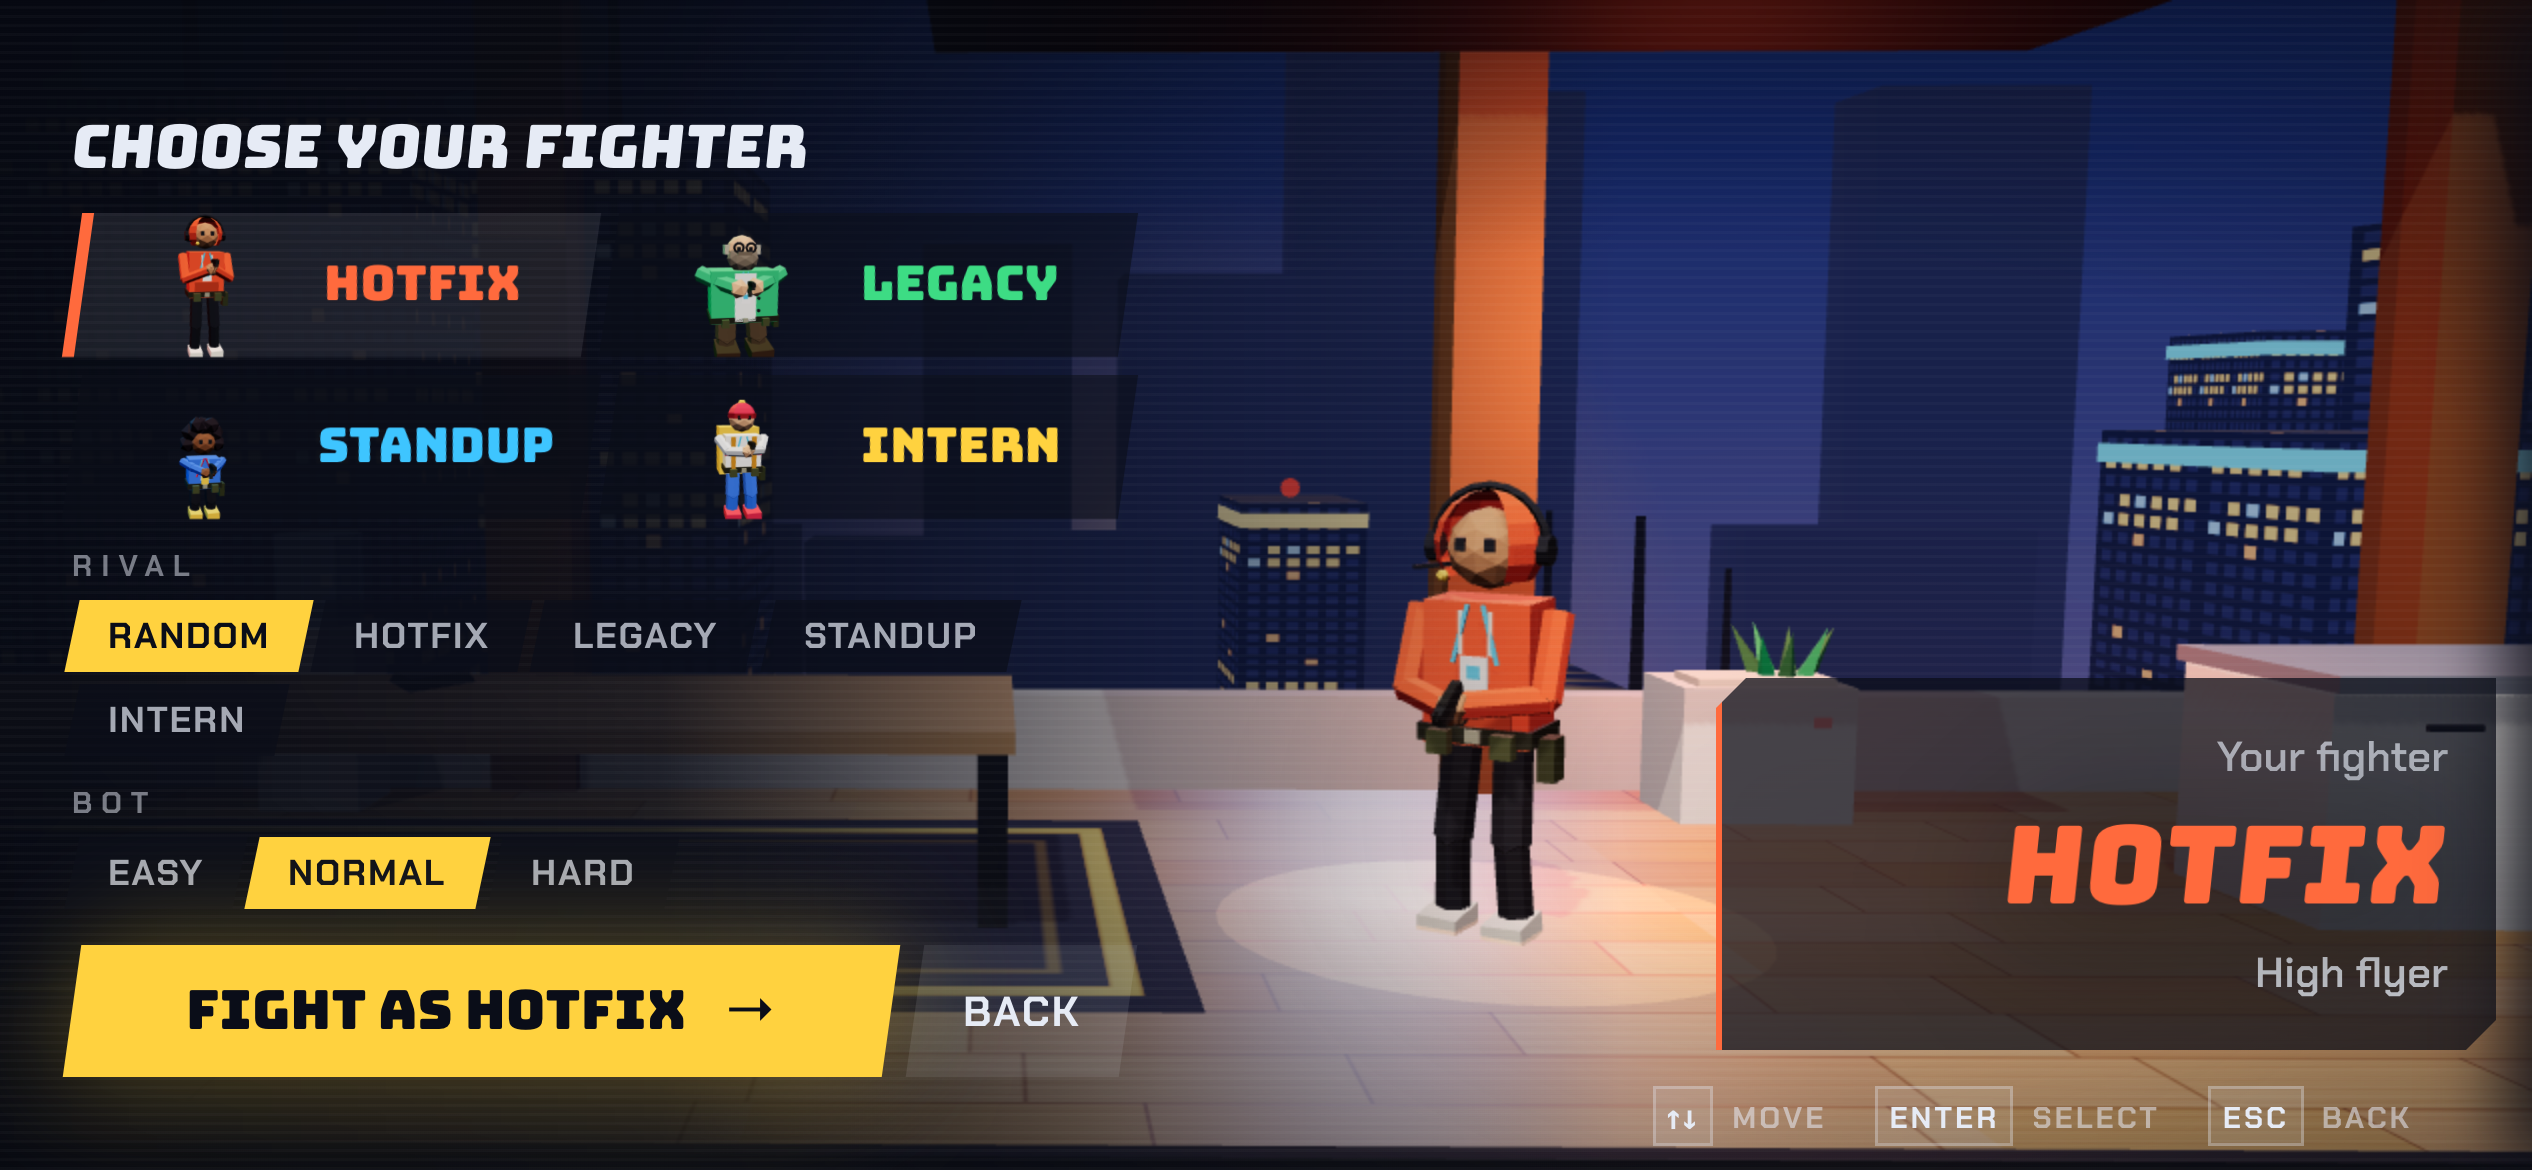 CHOOSE YOUR FIGHTER
HOTFIX
LEGACY
STANDUP
INTERN
RIVAL
RANDOM HOTFIX LEGACY STANDUP
INTERN
BOT
EASY NORMAL HARD
FIGHT AS HOTFIX →
BACK
Your fighter
HOTFIX
High flyer
↑↓ MOVE ENTER SELECT ESC BACK